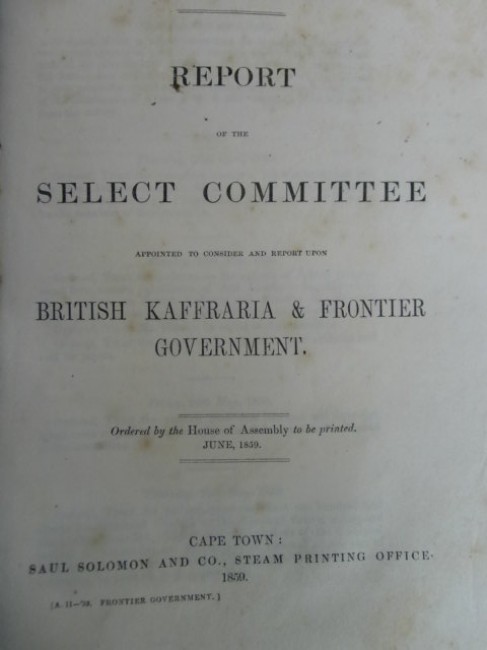 REPORT
OF THE
SELECT COMMITTEE
APPOINTED TO CONSIDER AND REPORT UPON
BRITISH KAFFRARIA & FRONTIER
GOVERNMENT.
Ordered by the House of Assembly to be printed.
JUNE, 1859.
CAPE TOWN:
SAUL SOLOMON AND CO., STEAM PRINTING OFFICE.
1859.
[A. 11—'59. FRONTIER GOVERNMENT.]